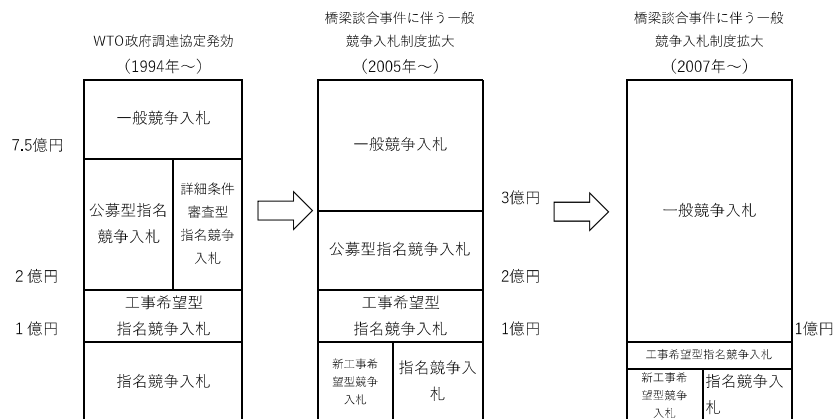 WTO政府調達協定発効
(1994年〜)
一般競争入札
7.5億円
公募型指名
競争入札
詳細条件
審査型
指名競争
入札
2億円
工事希望型
指名競争入札
1億円
指名競争入札
橋梁談合事件に伴う一般
競争入札制度拡大
(2005年〜)
一般競争入札
3億円
公募型指名競争入札
2億円
工事希望型
指名競争入札
1億円
新工事希
望型競争
入札
指名競争入
札
橋梁談合事件に伴う一般
競争入札制度拡大
(2007年〜)
一般競争入札
1億円
工事希望型指名競争入札
新工事希
望型競争
入札
指名競争入
札